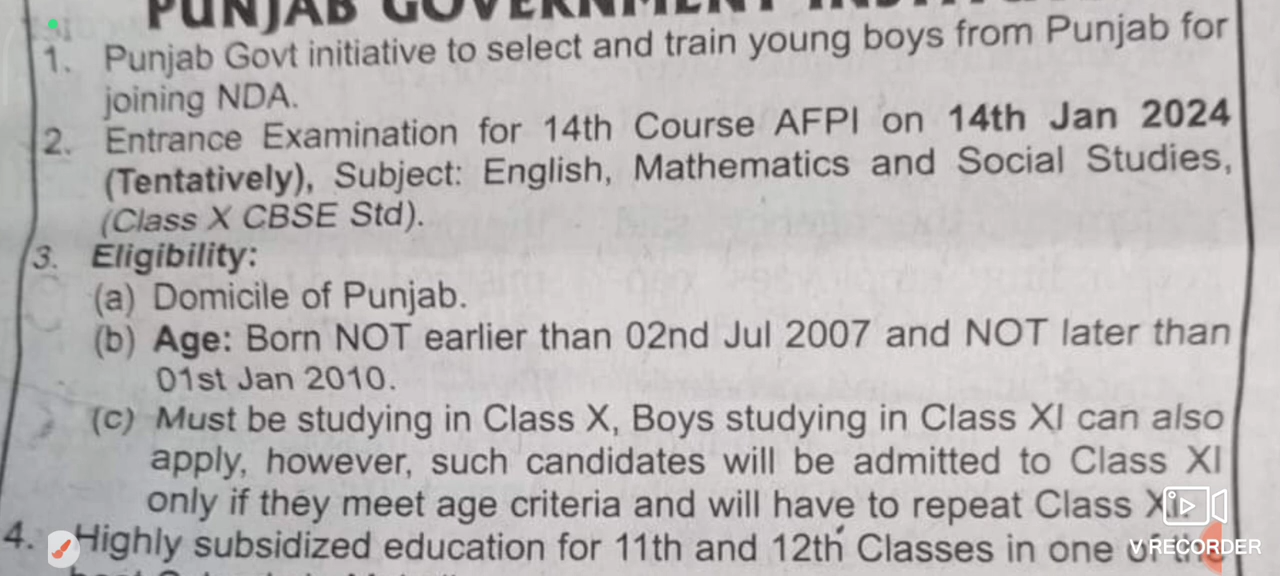 PUNJAB GOVERNMENT
1. Punjab Govt initiative to select and train young boys from Punjab for
joining NDA.
2. Entrance Examination for 14th Course AFPI on 14th Jan 2024
(Tentatively), Subject: English, Mathematics and Social Studies,
(Class X CBSE Std).
3. Eligibility:
(a) Domicile of Punjab.
(b) Age: Born NOT earlier than 02nd Jul 2007 and NOT later than
01st Jan 2010.
(c) Must be studying in Class X, Boys studying in Class XI can also
apply, however, such candidates will be admitted to Class XI
only if they meet age criteria and will have to repeat Class XI.
4. Highly subsidized education for 11th and 12th Classes in one of the
V RECORDER